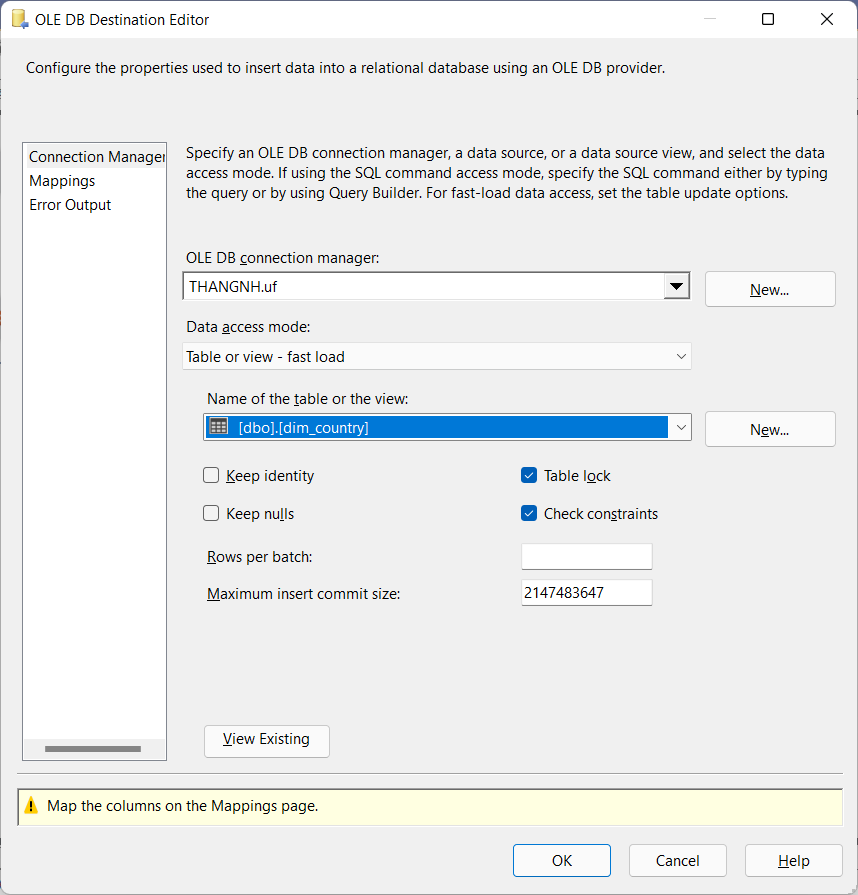 OLE DB Destination Editor
Configure the properties used to insert data into a relational database using an OLE DB provider.
Connection Manager
Mappings
Error Output
Specify an OLE DB connection manager, a data source, or a data source view, and select the data
access mode. If using the SQL command access mode, specify the SQL command either by typing
the query or by using Query Builder. For fast-load data access, set the table update options.
OLE DB connection manager:
THANGNH.uf
New...
Data access mode:
Table or view - fast load
Name of the table or the view:
[dbo].[dim_country]
New...
Keep identity
Table lock
Keep nulls
Check constraints
Rows per batch:
Maximum insert commit size:
2147483647
View Existing
Map the columns on the Mappings page.
OK
Cancel
Help